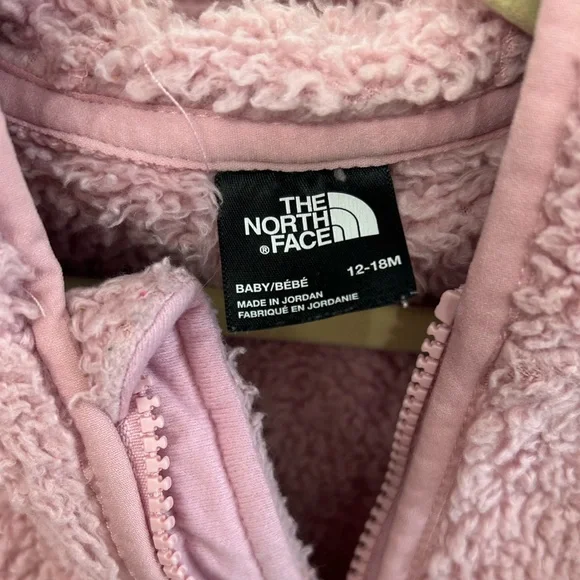 THE
NORTH
® FACE
BABY/BÉBÉ 12-18M
MADE IN JORDAN
FABRIQUÉ EN JORDANIE